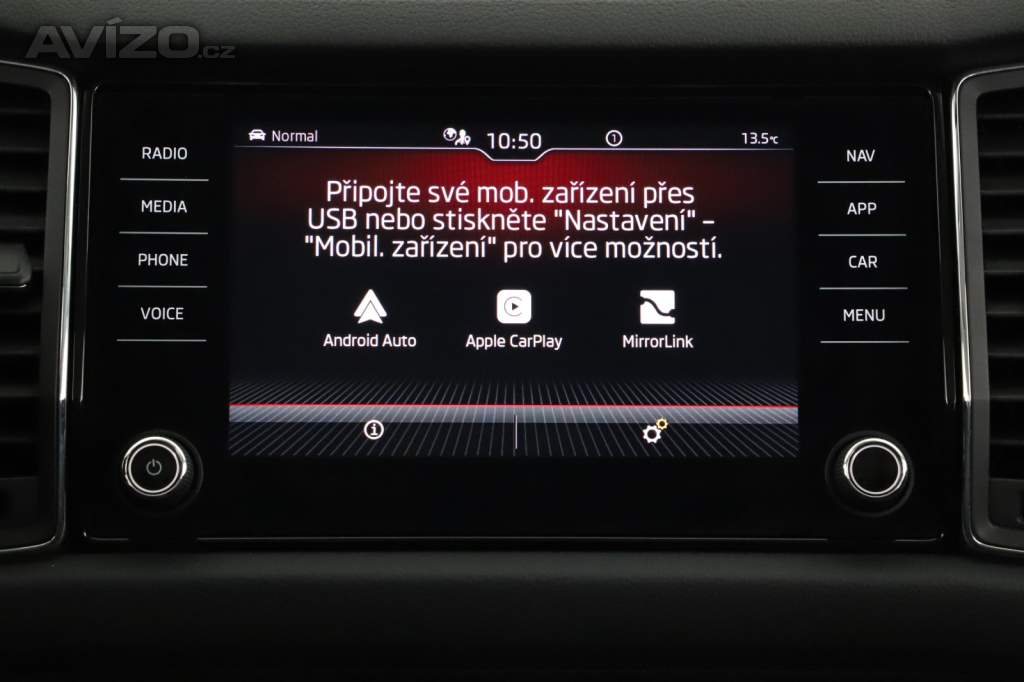 AVÍZO.cz
Normal
10:50
1
13.5°C
RADIO
MEDIA
PHONE
VOICE
Připojte své mob. zařízení přes
USB nebo stiskněte "Nastavení" –
"Mobil. zařízení" pro více možností.
Android Auto
Apple CarPlay
MirrorLink
NAV
APP
CAR
MENU